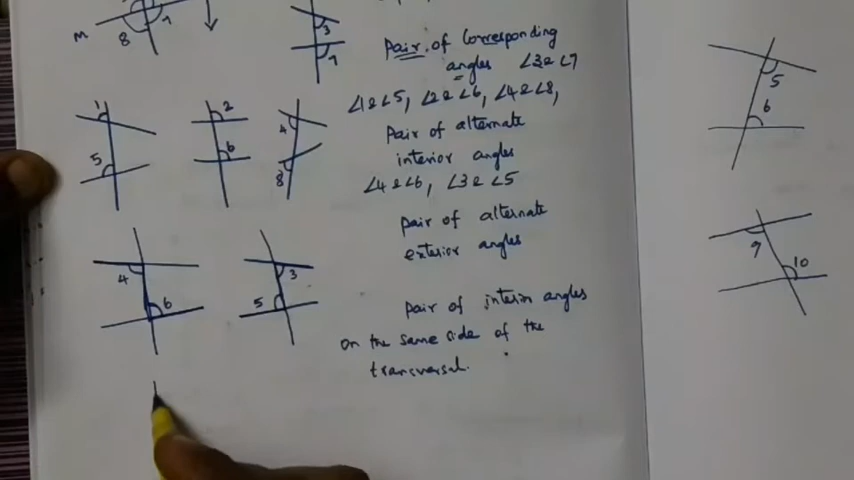 m
8
1
3
7
Pair of corresponding
angles ∠3&∠7
∠1&∠5, ∠2&∠6, ∠4&∠8,
Pair of alternate
interior angles
∠4&∠6, ∠3&∠5
pair of alternate
exterior angles
pair of interior angles
on the same side of the
transversal.
1
5
2
6
4
8
4
6
3
5
5
6
9
10